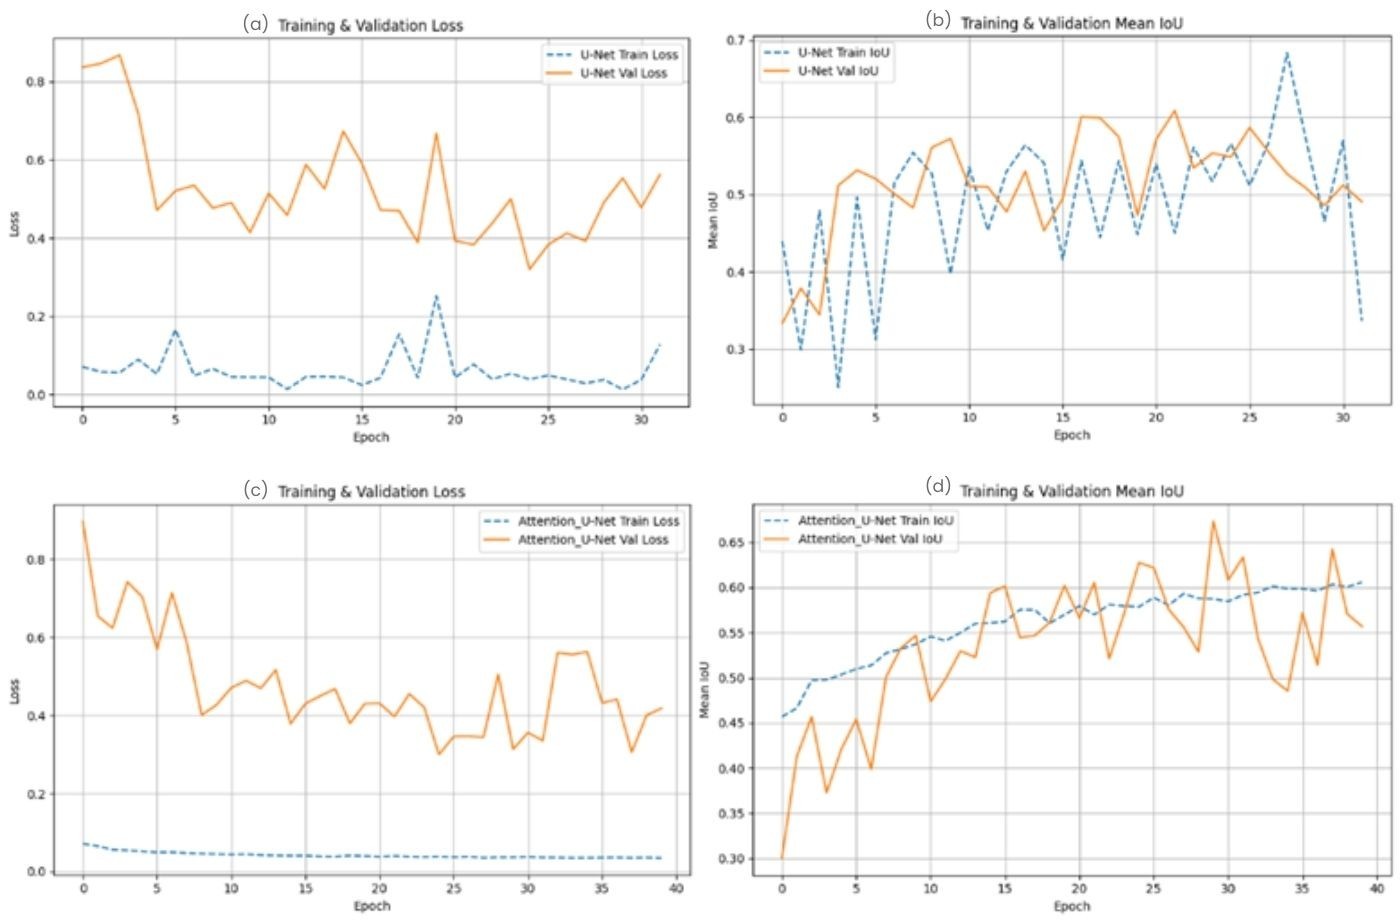 (a) Training & Validation Loss
U-Net Train Loss
U-Net Val Loss
0.8
0.6
0.4
0.2
0.0
Loss
0 5 10 15 20 25 30
Epoch
(b) Training & Validation Mean IoU
U-Net Train IoU
U-Net Val IoU
0.7
0.6
0.5
0.4
0.3
Mean IoU
0 5 10 15 20 25 30
Epoch
(c) Training & Validation Loss
Attention_U-Net Train Loss
Attention_U-Net Val Loss
0.8
0.6
0.4
0.2
0.0
Loss
0 5 10 15 20 25 30 35 40
Epoch
(d) Training & Validation Mean IoU
Attention_U-Net Train IoU
Attention_U-Net Val IoU
0.65
0.60
0.55
0.50
0.45
0.40
0.35
0.30
Mean IoU
0 5 10 15 20 25 30 35 40
Epoch